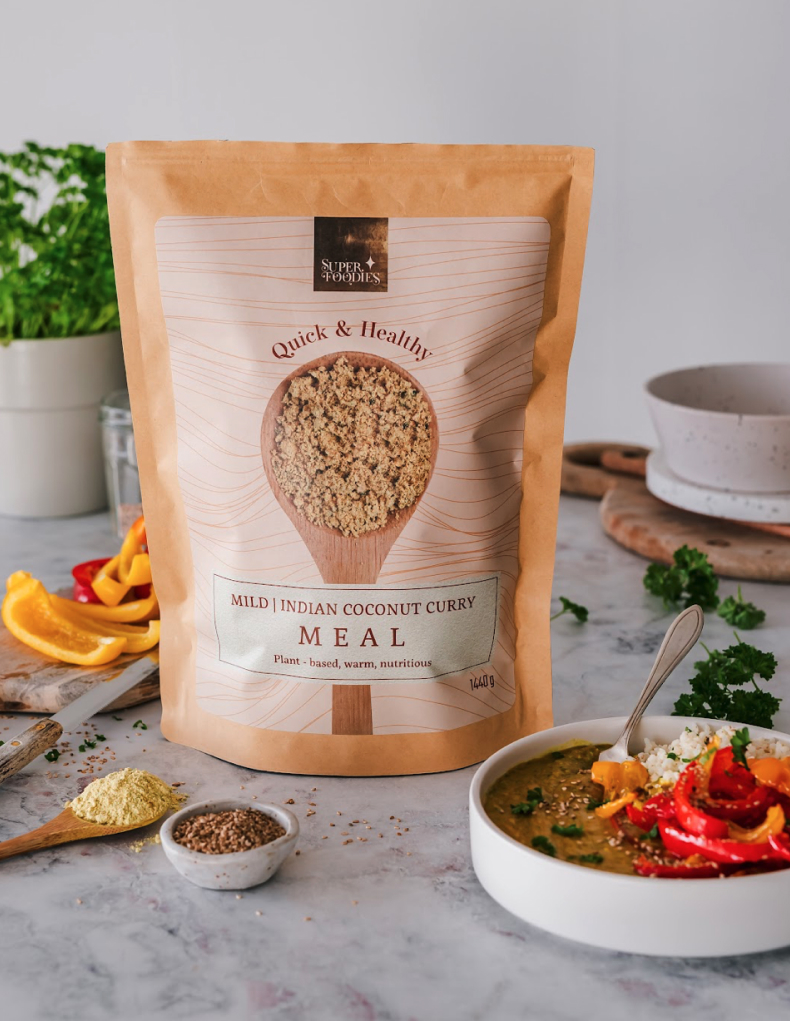 SUPER
FOODIES
Quick & Healthy
MILD | INDIAN COCONUT CURRY
MEAL
Plant - based, warm, nutritious
1440 g